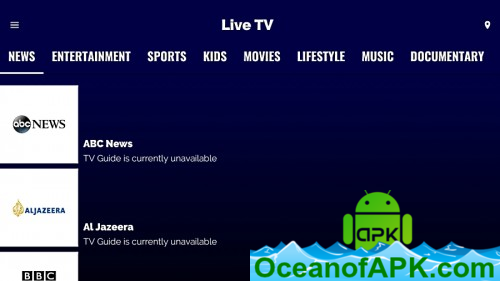 Live TV
NEWS ENTERTAINMENT SPORTS KIDS MOVIES LIFESTYLE MUSIC DOCUMENTARY
abc NEWS
ABC News
TV Guide is currently unavailable
ALJAZEERA
Al Jazeera
TV Guide is currently unavailable
BBC
APK
OceanofAPK.com